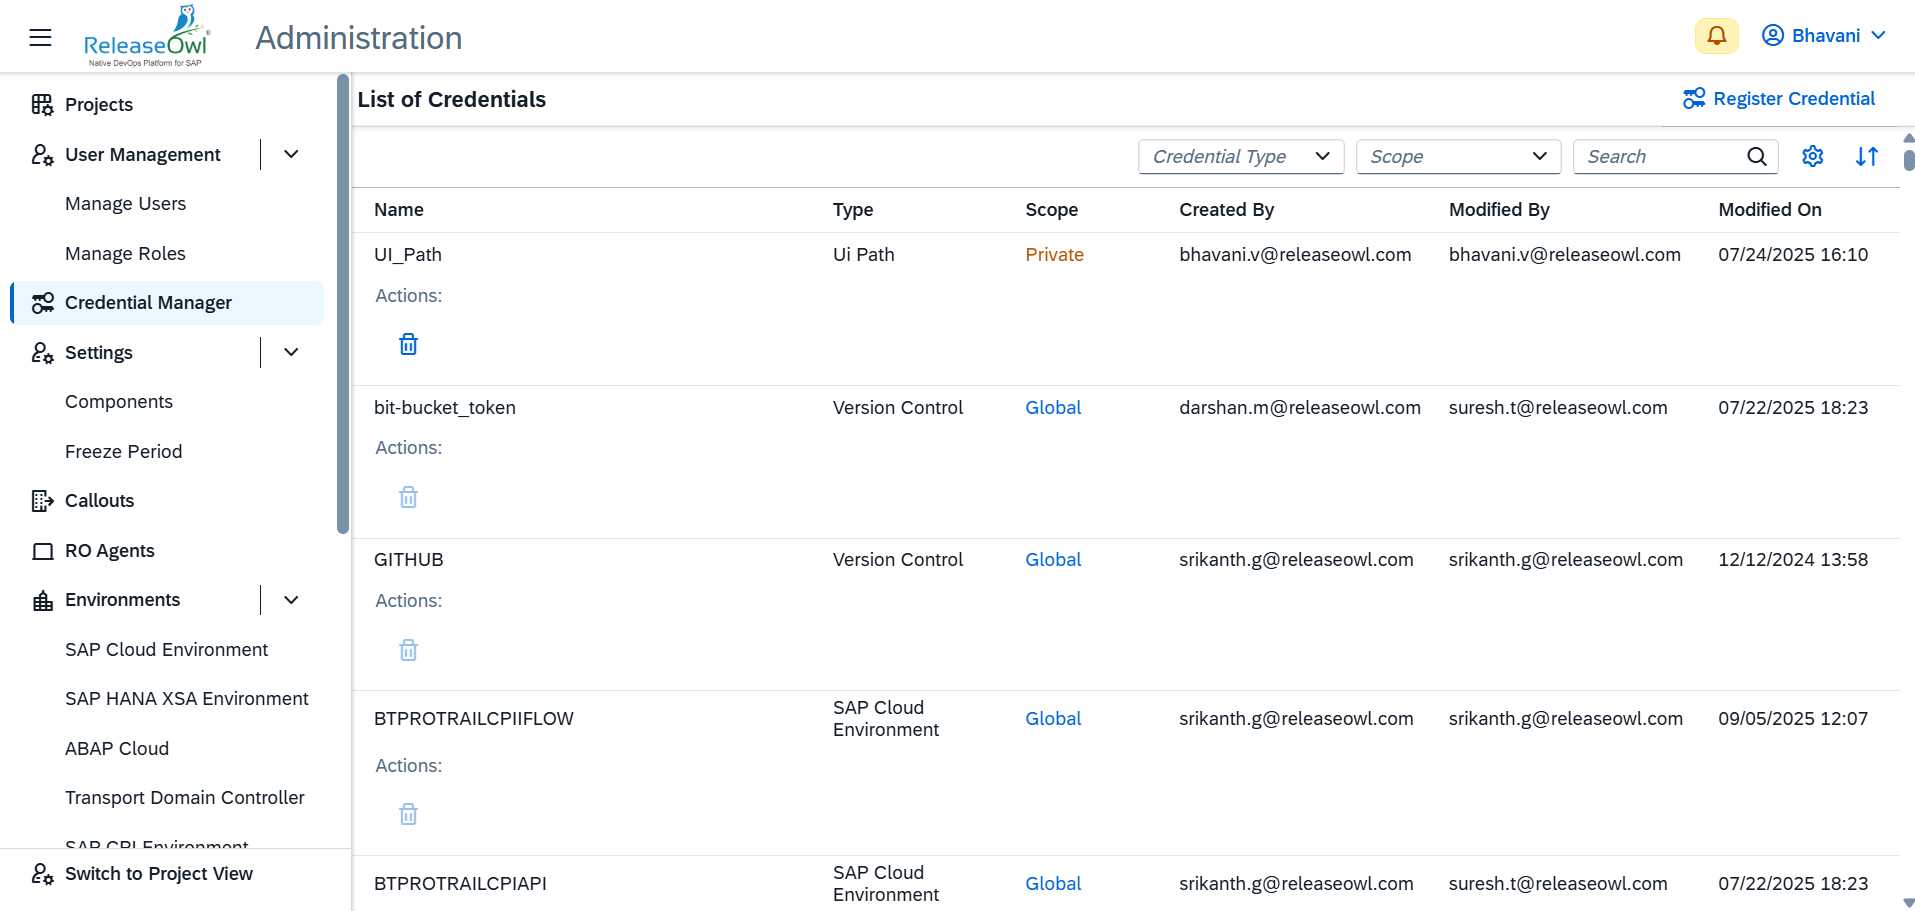 ReleaseOwl
Native DevOps Platform for SAP
Administration
Bhavani
Projects
User Management
Manage Users
Manage Roles
Credential Manager
Settings
Components
Freeze Period
Callouts
RO Agents
Environments
SAP Cloud Environment
SAP HANA XSA Environment
ABAP Cloud
Transport Domain Controller
SAP CPI Environment
Switch to Project View
List of Credentials
Register Credential
Credential Type
Scope
Search
Name Type Scope Created By Modified By Modified On
UI_Path Ui Path Private bhavani.v@releaseowl.com bhavani.v@releaseowl.com 07/24/2025 16:10
Actions:
bit-bucket_token Version Control Global darshan.m@releaseowl.com suresh.t@releaseowl.com 07/22/2025 18:23
Actions:
GITHUB Version Control Global srikanth.g@releaseowl.com srikanth.g@releaseowl.com 12/12/2024 13:58
Actions:
BTPROTRAILCPIIFLOW SAP Cloud Environment Global srikanth.g@releaseowl.com srikanth.g@releaseowl.com 09/05/2025 12:07
Actions:
BTPROTRAILCPIAPI SAP Cloud Environment Global srikanth.g@releaseowl.com suresh.t@releaseowl.com 07/22/2025 18:23